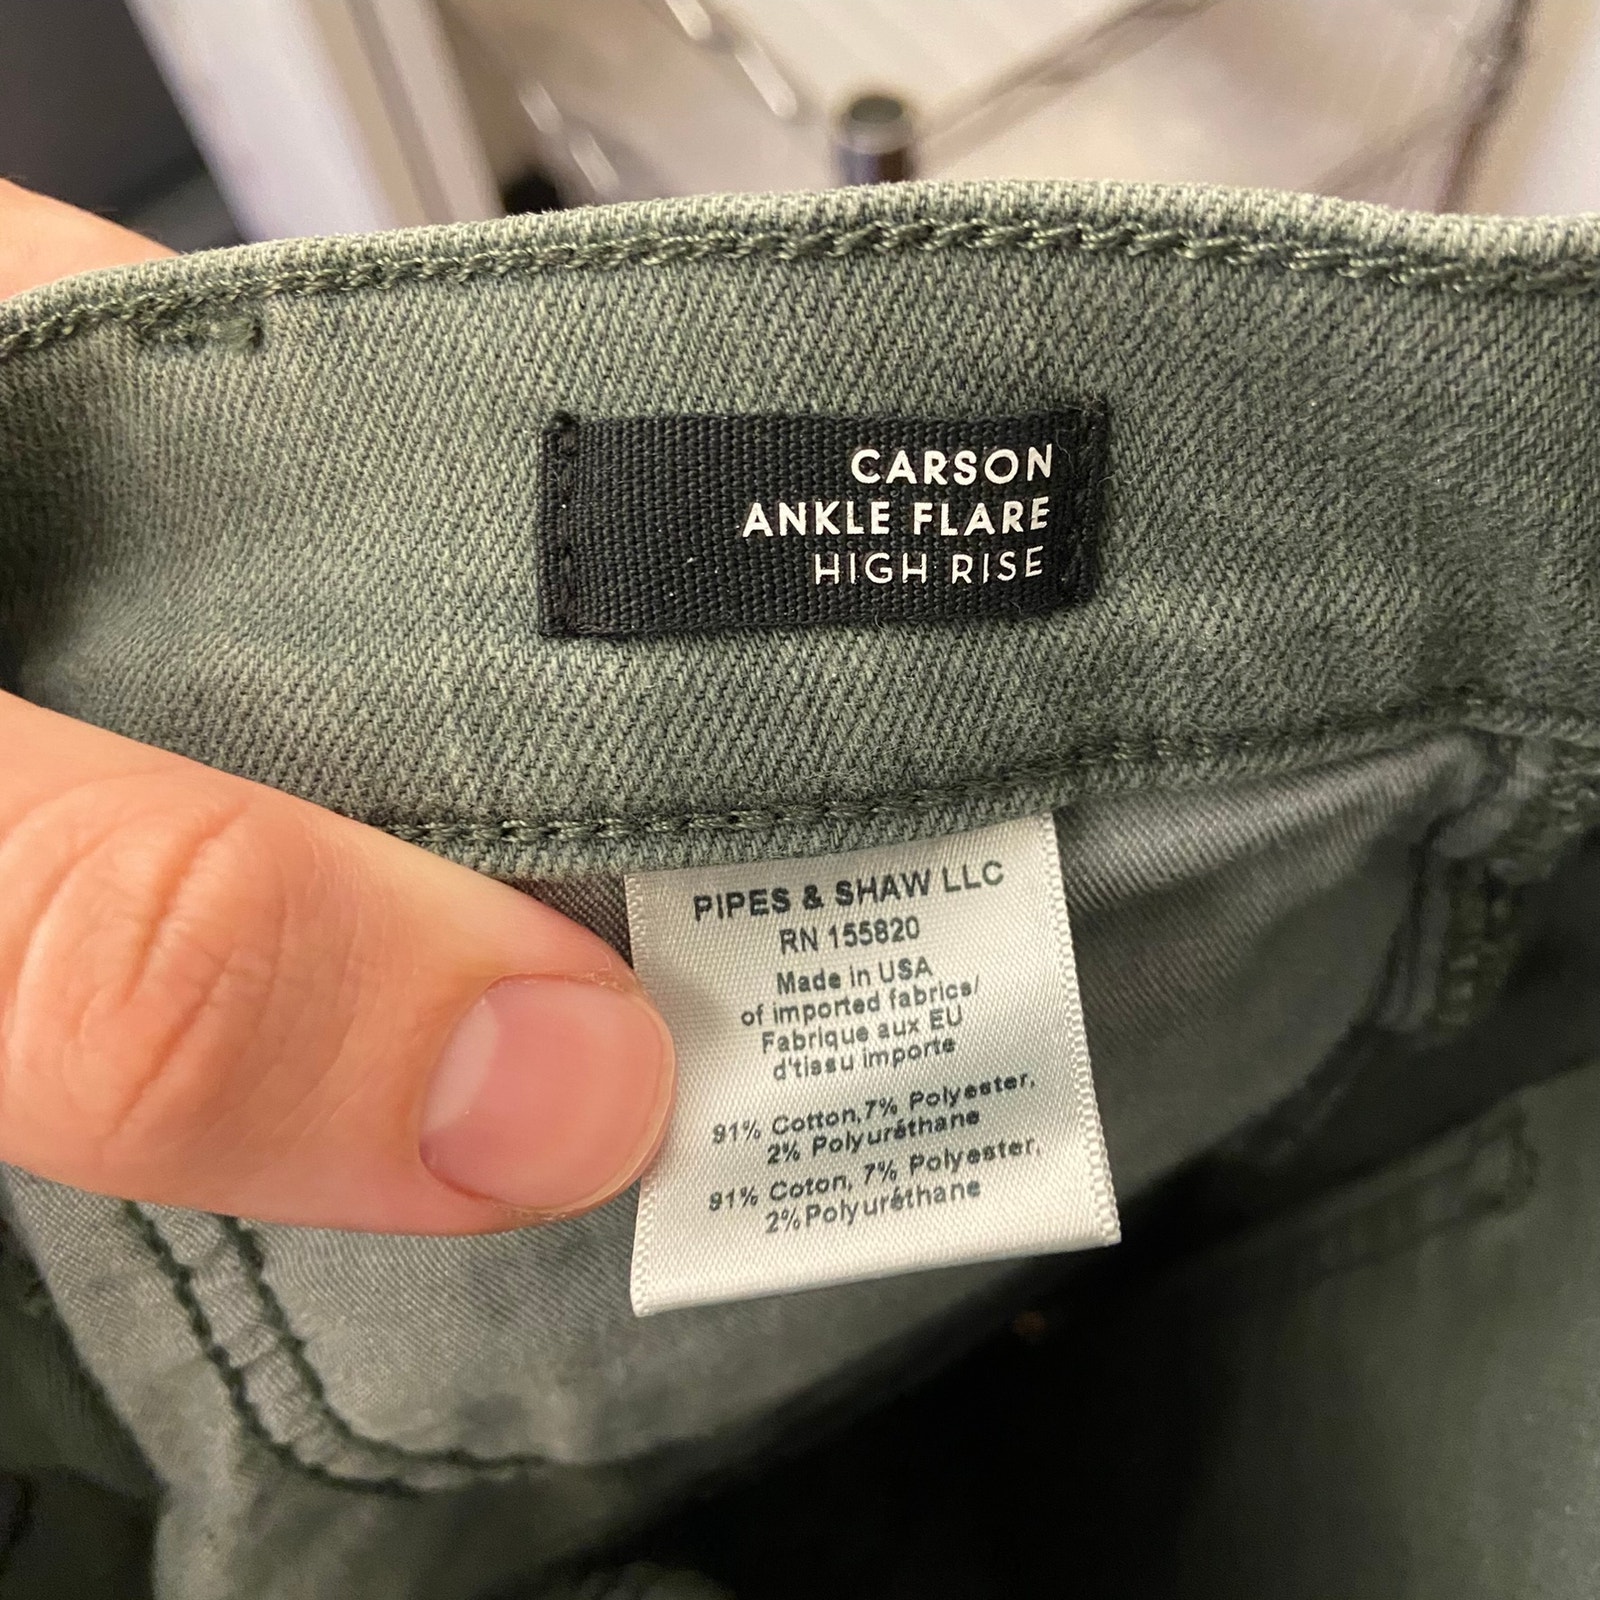 CARSON
ANKLE FLARE
HIGH RISE
PIPES & SHAW LLC
RN 155820
Made in USA
of imported fabrics/
Fabrique aux EU
d'tissu importe
91% Cotton,7% Polyester,
2% Polyuréthane
91% Coton, 7% Polyester,
2%Polyuréthane